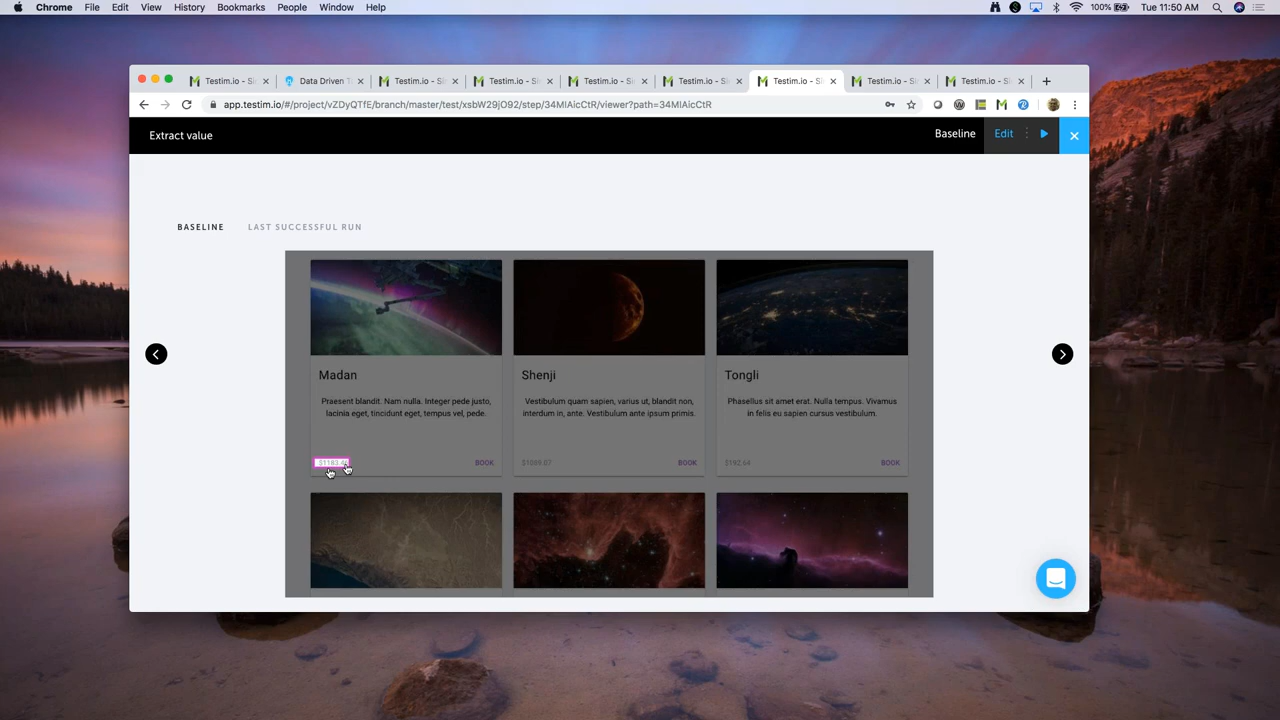 Chrome File Edit View History Bookmarks People Window Help 100% Tue 11:50 AM
Testim.io - Data Driven Testim.io - Testim.io - Testim.io - Testim.io - Testim.io - Testim.io - Testim.io -
app.testim.io/#/project/vZDyQTfE/branch/master/test/xsbW29jO92/step/34MIAicCtR/viewer?path=34MIAicCtR
Extract value Baseline Edit
BASELINE LAST SUCCESSFUL RUN
Madan Shenji Tongli
Praesent blandit. Nam nulla. Integer pede justo, Vestibulum quam sapien, varius ut, blandit non, Phasellus sit amet erat. Nulla tempus. Vivamus
lacinia eget, tincidunt eget, tempus vel, pede. interdum in, ante. Vestibulum ante ipsum primis. in felis eu sapien cursus vestibulum.
BOOK $1089.07 BOOK $192.64 BOOK